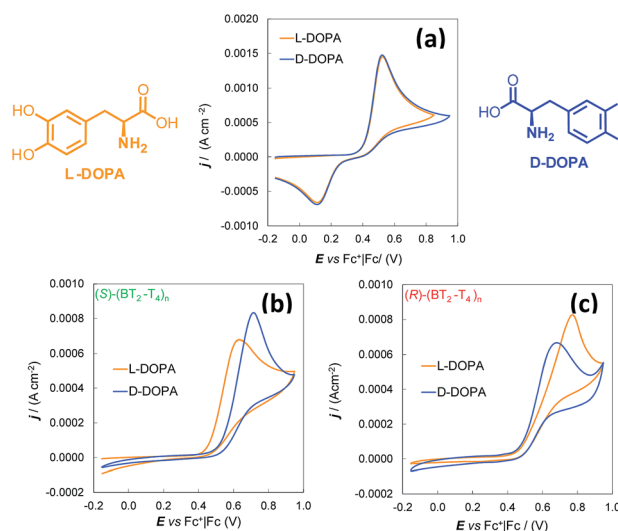 (a)
L-DOPA
D-DOPA
0.0020
0.0015
0.0010
0.0005
0.0000
-0.0005
-0.0010
j / (A cm⁻²)
-0.2 0.0 0.2 0.4 0.6 0.8 1.0
E vs Fc⁺|Fc/ (V)
HO
HO
O
OH
NH₂
L-DOPA
O
HO
NH₂
D-DOPA
(b)
(S)-(BT₂-T₄)ₙ
L-DOPA
D-DOPA
0.0010
0.0008
0.0006
0.0004
0.0002
0.0000
-0.0002
j / (A cm⁻²)
-0.2 0 0.2 0.4 0.6 0.8 1
E vs Fc⁺|Fc (V)
(c)
(R)-(BT₂-T₄)ₙ
L-DOPA
D-DOPA
0.0010
0.0008
0.0006
0.0004
0.0002
0.0000
-0.0002
j / (A cm⁻²)
-0.2 0 0.2 0.4 0.6 0.8 1
E vs Fc⁺|Fc / (V)